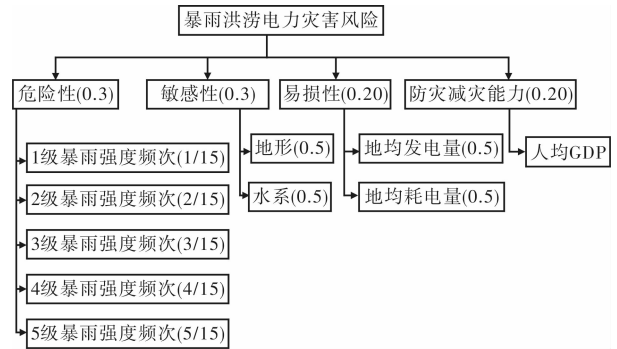 暴雨洪涝电力灾害风险
危险性(0.3)
敏感性(0.3)
易损性(0.20)
防灾减灾能力(0.20)
1级暴雨强度频次(1/15)
2级暴雨强度频次(2/15)
3级暴雨强度频次(3/15)
4级暴雨强度频次(4/15)
5级暴雨强度频次(5/15)
地形(0.5)
水系(0.5)
地均发电量(0.5)
地均耗电量(0.5)
人均GDP